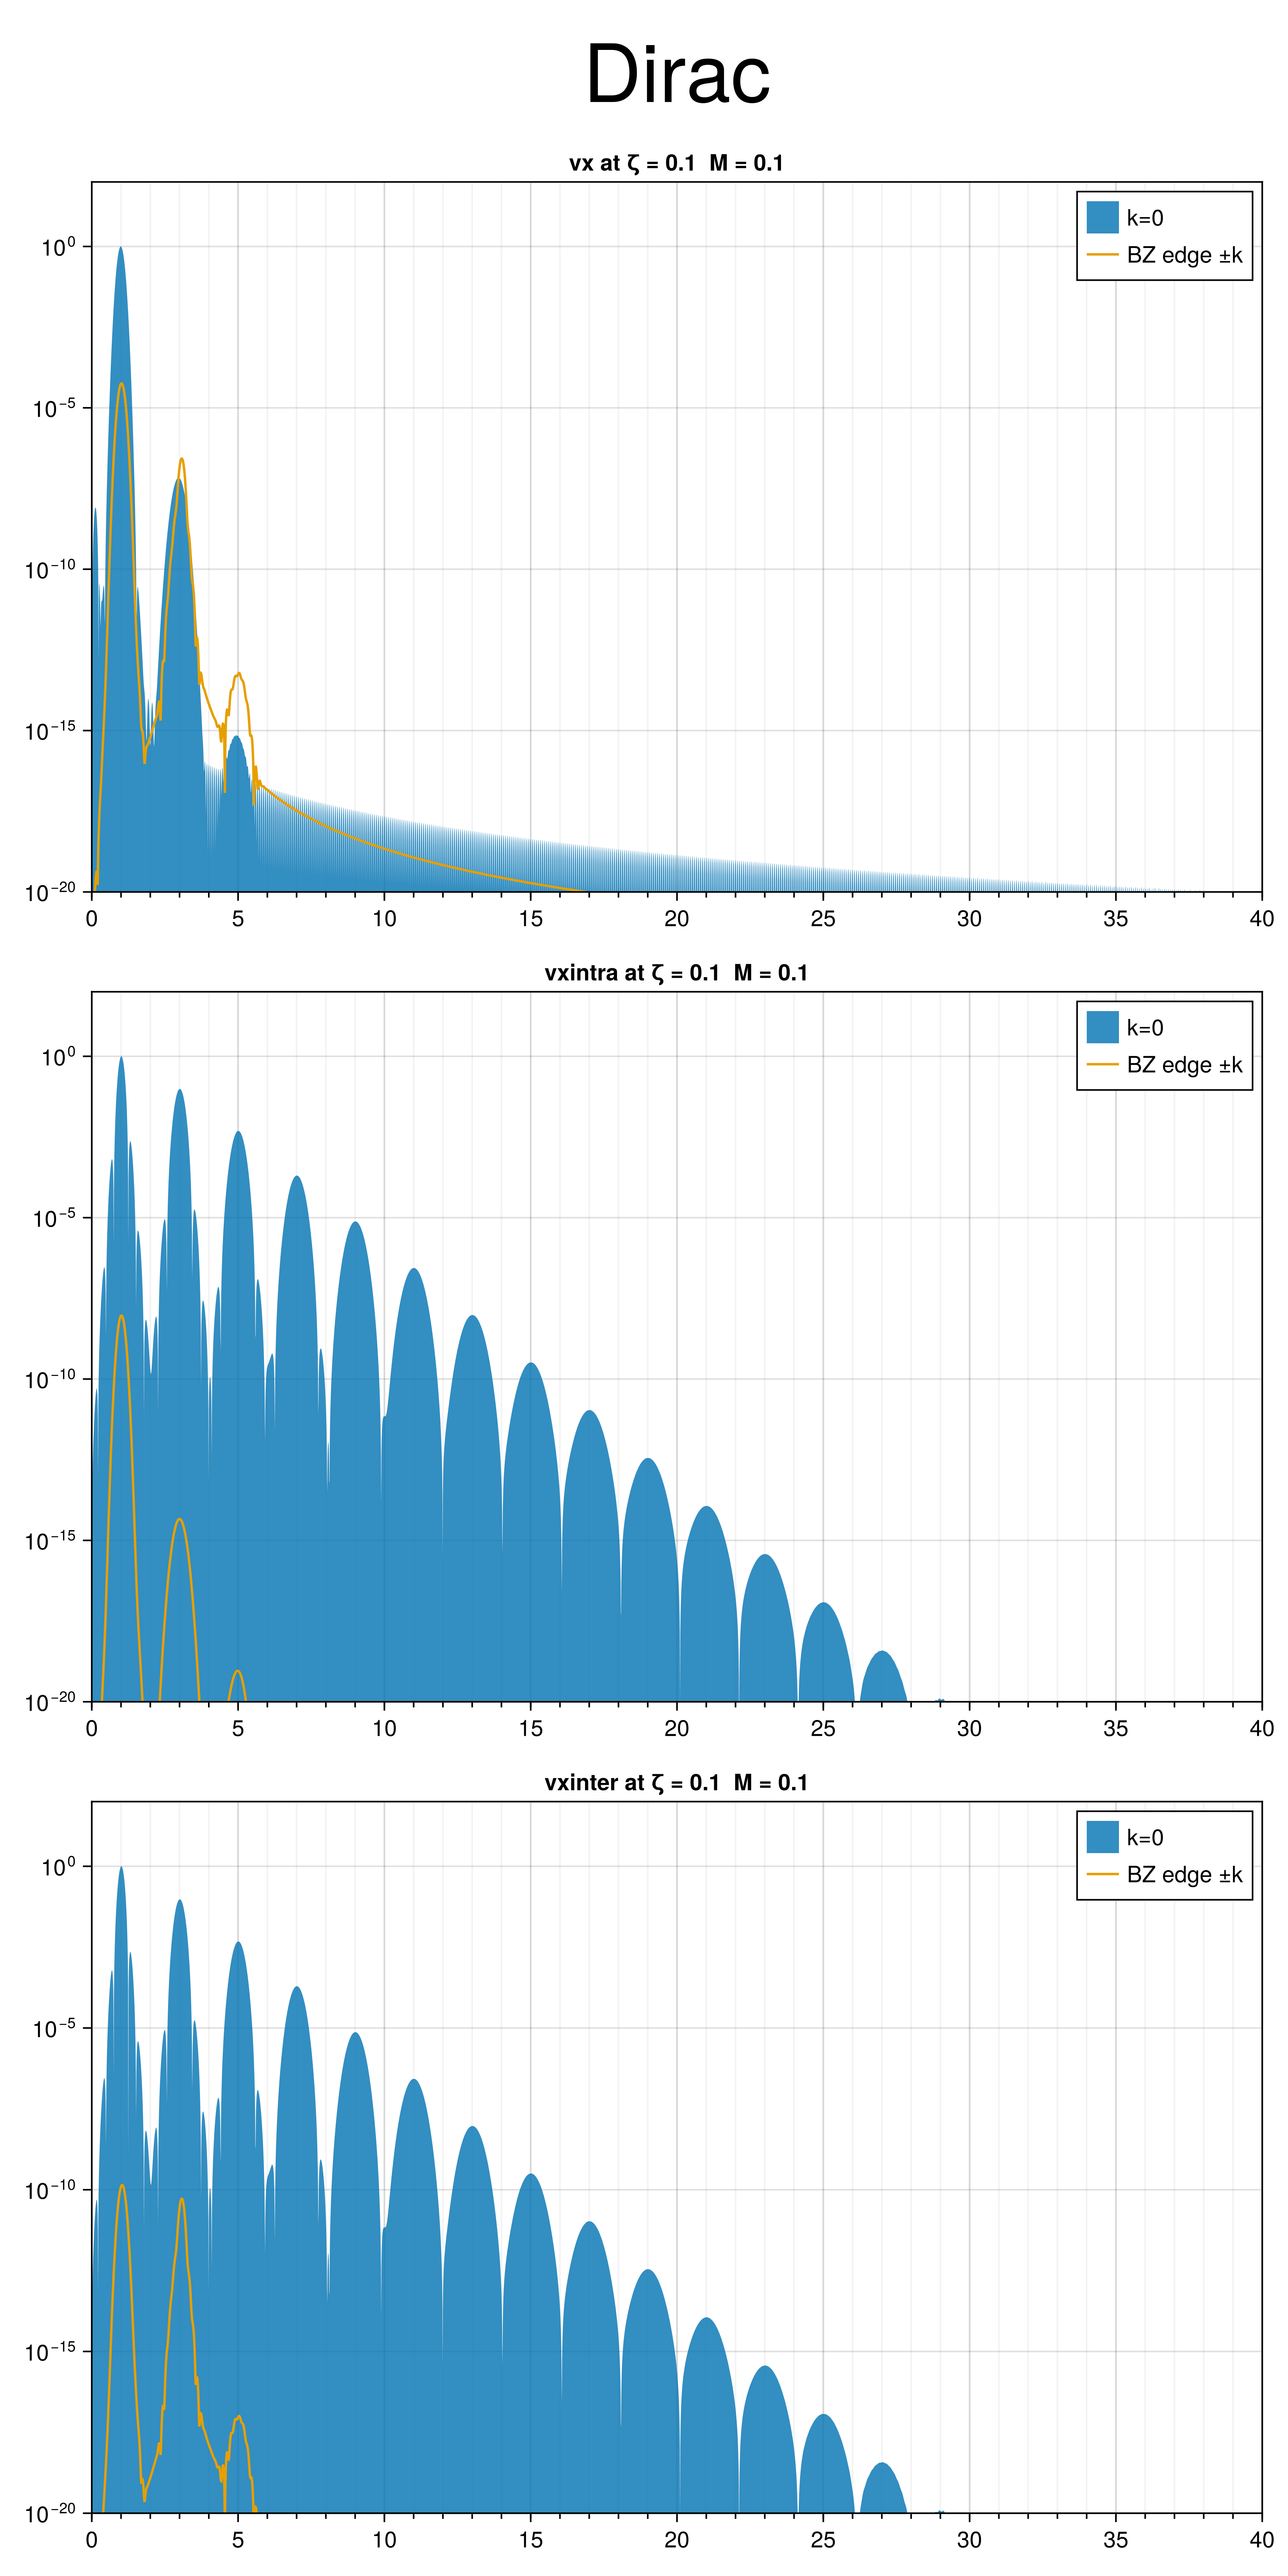 Dirac
vx at ζ = 0.1 M = 0.1
k=0
BZ edge ±k
10⁰
10⁻⁵
10⁻¹⁰
10⁻¹⁵
10⁻²⁰
0 5 10 15 20 25 30 35 40
vxintra at ζ = 0.1 M = 0.1
k=0
BZ edge ±k
10⁰
10⁻⁵
10⁻¹⁰
10⁻¹⁵
10⁻²⁰
0 5 10 15 20 25 30 35 40
vxinter at ζ = 0.1 M = 0.1
k=0
BZ edge ±k
10⁰
10⁻⁵
10⁻¹⁰
10⁻¹⁵
10⁻²⁰
0 5 10 15 20 25 30 35 40